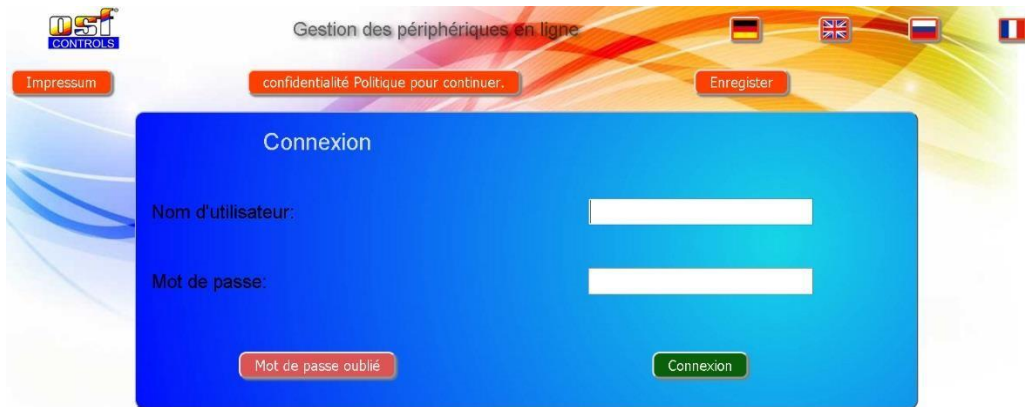 osf
CONTROLS
Gestion des périphériques en ligne
Impressum
confidentialité Politique pour continuer.
Enregister
Connexion
Nom d'utilisateur:
Mot de passe:
Mot de passe oublié
Connexion